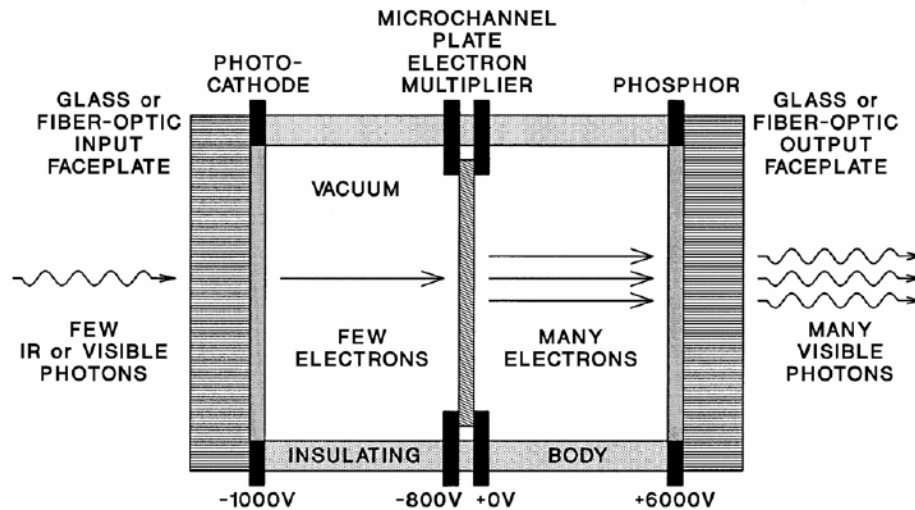 MICROCHANNEL
PLATE
ELECTRON
MULTIPLIER
PHOTO-
CATHODE
PHOSPHOR
GLASS or
FIBER-OPTIC
INPUT
FACEPLATE
GLASS or
FIBER-OPTIC
OUTPUT
FACEPLATE
VACUUM
FEW
IR or VISIBLE
PHOTONS
FEW
ELECTRONS
MANY
ELECTRONS
MANY
VISIBLE
PHOTONS
INSULATING
BODY
-1000V
-800V
+0V
+6000V